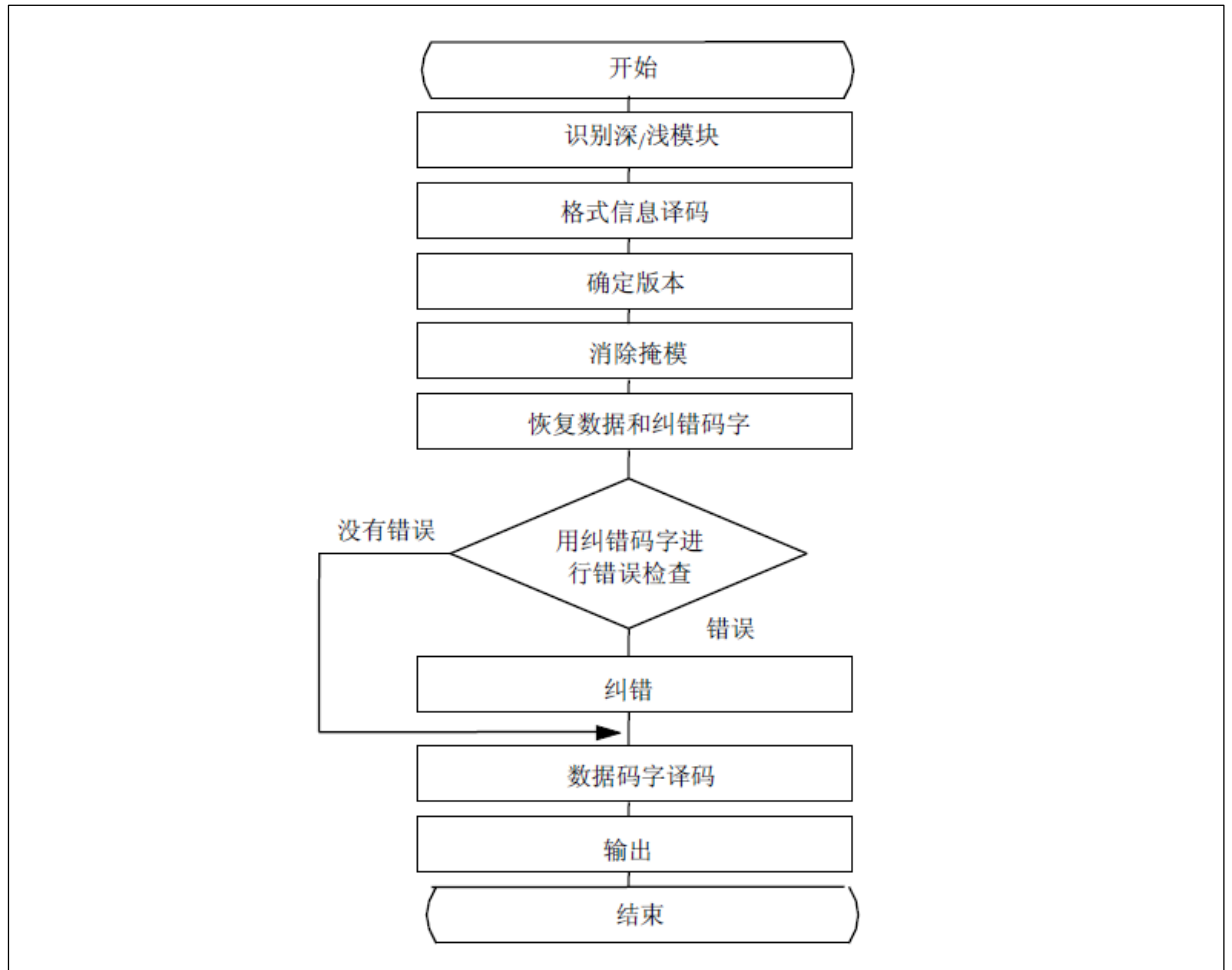 开始
识别深/浅模块
格式信息译码
确定版本
消除掩模
恢复数据和纠错码字
没有错误
用纠错码字进
行错误检查
错误
纠错
数据码字译码
输出
结束